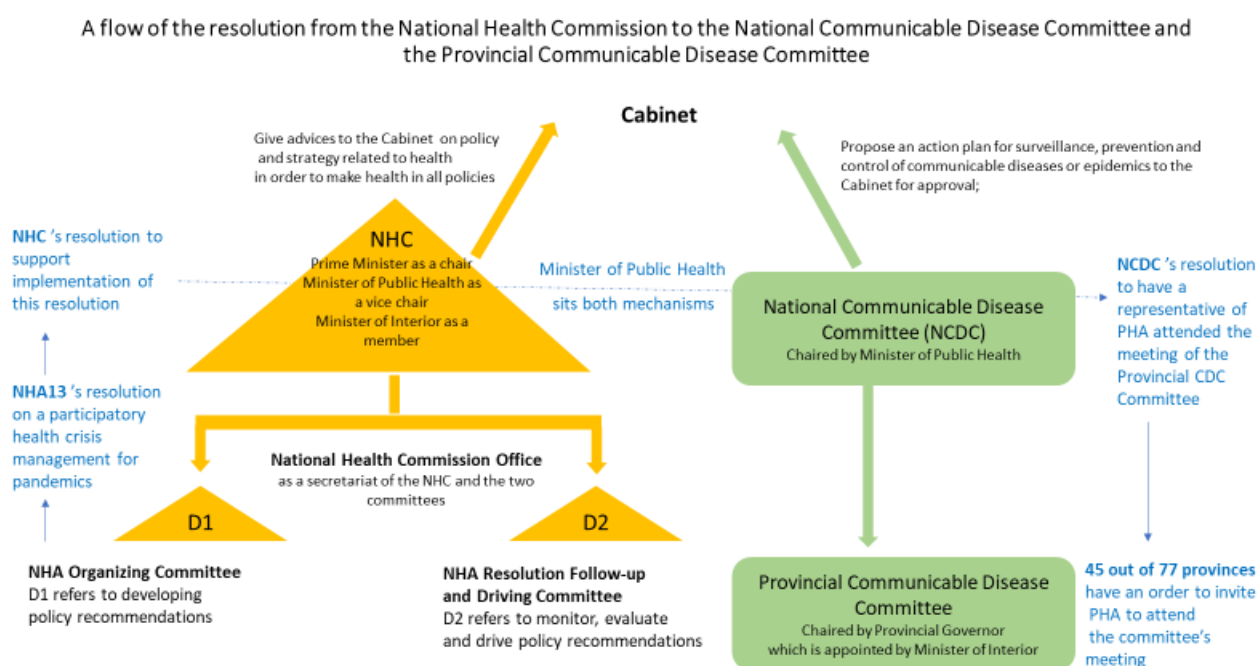 A flow of the resolution from the National Health Commission to the National Communicable Disease Committee and
the Provincial Communicable Disease Committee
Cabinet
Give advices to the Cabinet on policy
and strategy related to health
in order to make health in all policies
Propose an action plan for surveillance, prevention and
control of communicable diseases or epidemics to the
Cabinet for approval;
NHC 's resolution to
support
implementation of
this resolution
NHC
Prime Minister as a chair
Minister of Public Health as
a vice chair
Minister of Interior as a
member
Minister of Public Health
sits both mechanisms
National Communicable Disease
Committee (NCDC)
Chaired by Minister of Public Health
NCDC 's resolution
to have a
representative of
PHA attended the
meeting of the
Provincial CDC
Committee
NHA13 's resolution
on a participatory
health crisis
management for
pandemics
National Health Commission Office
as a secretariat of the NHC and the two
committees
D1
D2
NHA Organizing Committee
D1 refers to developing
policy recommendations
NHA Resolution Follow-up
and Driving Committee
D2 refers to monitor, evaluate
and drive policy recommendations
Provincial Communicable Disease
Committee
Chaired by Provincial Governor
which is appointed by Minister of Interior
45 out of 77 provinces
have an order to invite
PHA to attend
the committee's
meeting